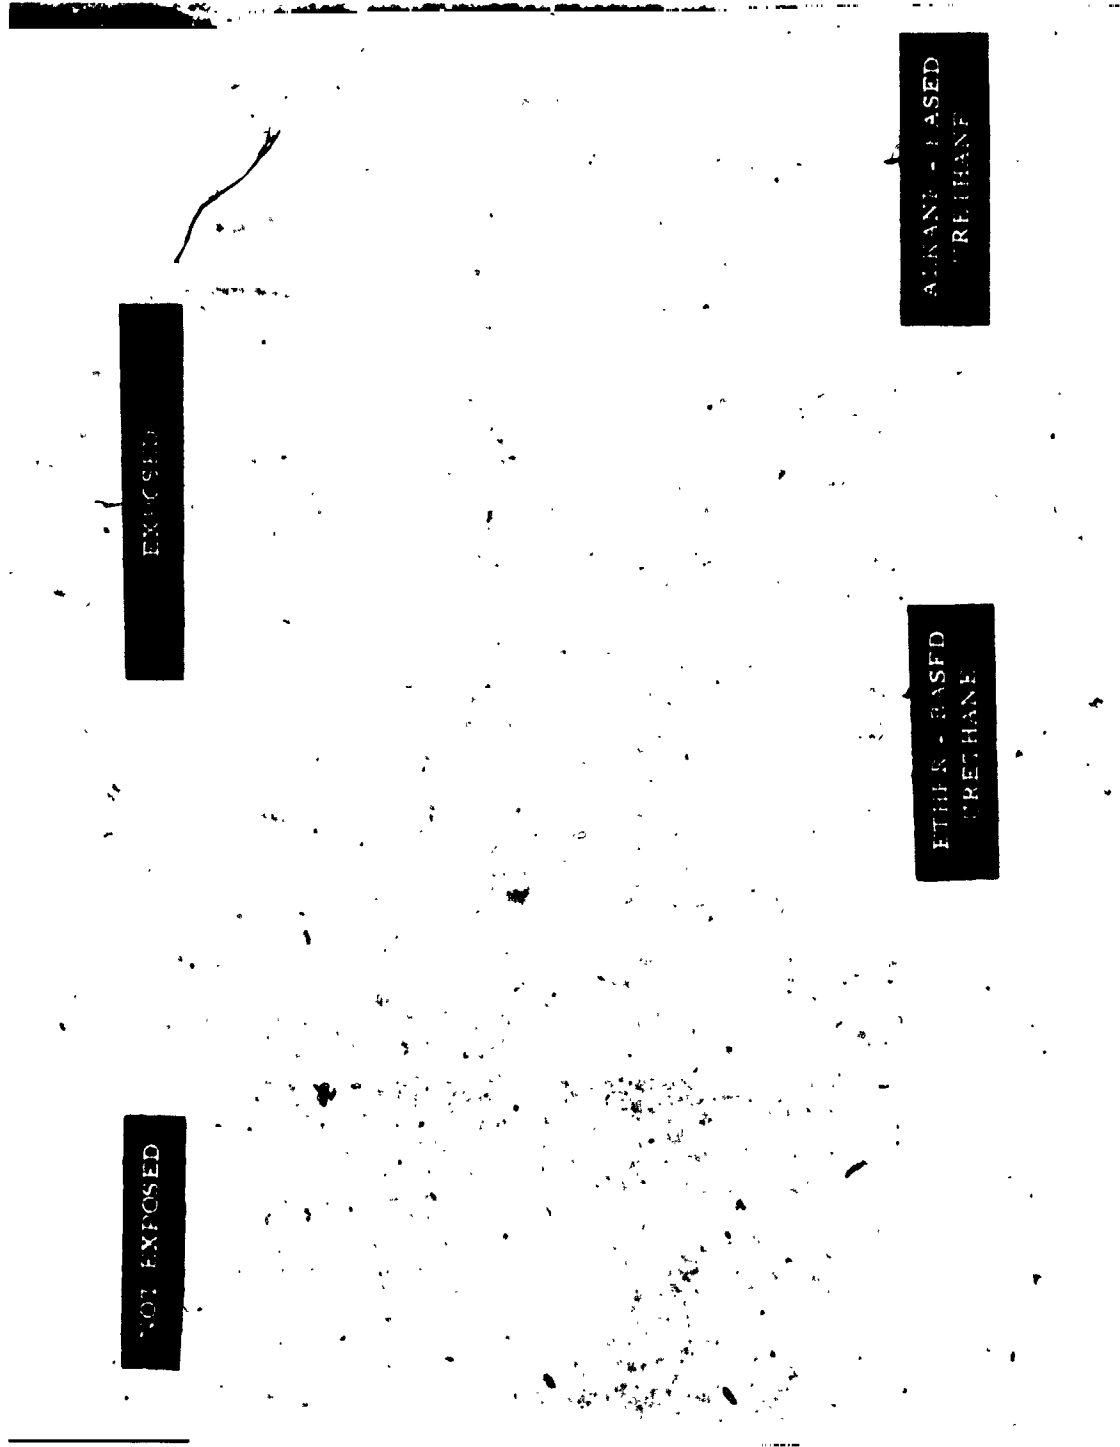 NOT EXPOSED
EXPOSED
ETHER - BASED
URETHANE
ALKANE - BASED
URETHANE